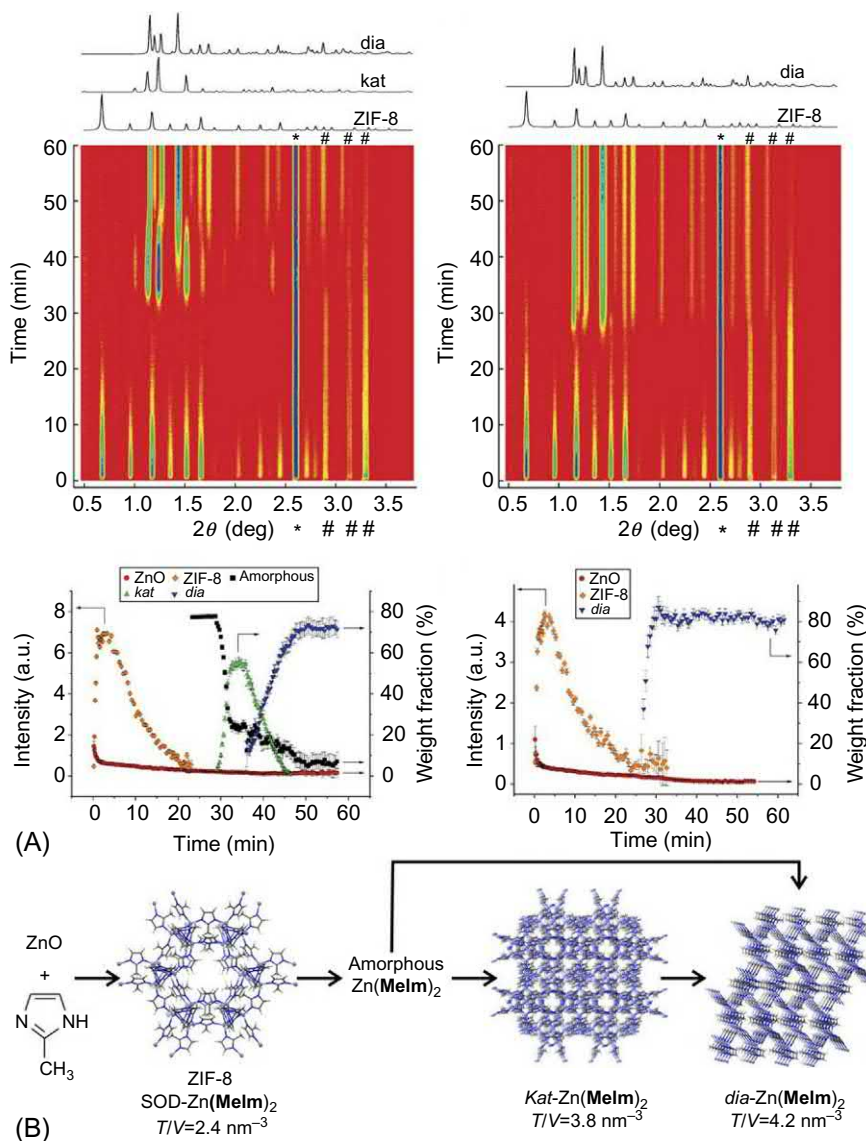 dia
kat
ZIF-8
* # # #
60
50
40
30
20
10
0
Time (min)
0.5 1.0 1.5 2.0 2.5 3.0 3.5
2θ (deg) * # ##
dia
ZIF-8
* # # #
60
50
40
30
20
10
0
Time (min)
0.5 1.0 1.5 2.0 2.5 3.0 3.5
2θ (deg) * # ##
ZnO ZIF-8 Amorphous
kat dia
8
6
4
2
0
Intensity (a.u.)
80
60
40
20
0
Weight fraction (%)
0 10 20 30 40 50 60
Time (min)
ZnO
ZIF-8
dia
4
3
2
1
0
Intensity (a.u.)
80
60
40
20
0
Weight fraction (%)
0 10 20 30 40 50 60
Time (min)
(A)
ZnO
+
N NH
CH3
ZIF-8
SOD-Zn(MeIm)2
T/V=2.4 nm−3
Amorphous
Zn(MeIm)2
Kat-Zn(MeIm)2
T/V=3.8 nm−3
dia-Zn(MeIm)2
T/V=4.2 nm−3
(B)